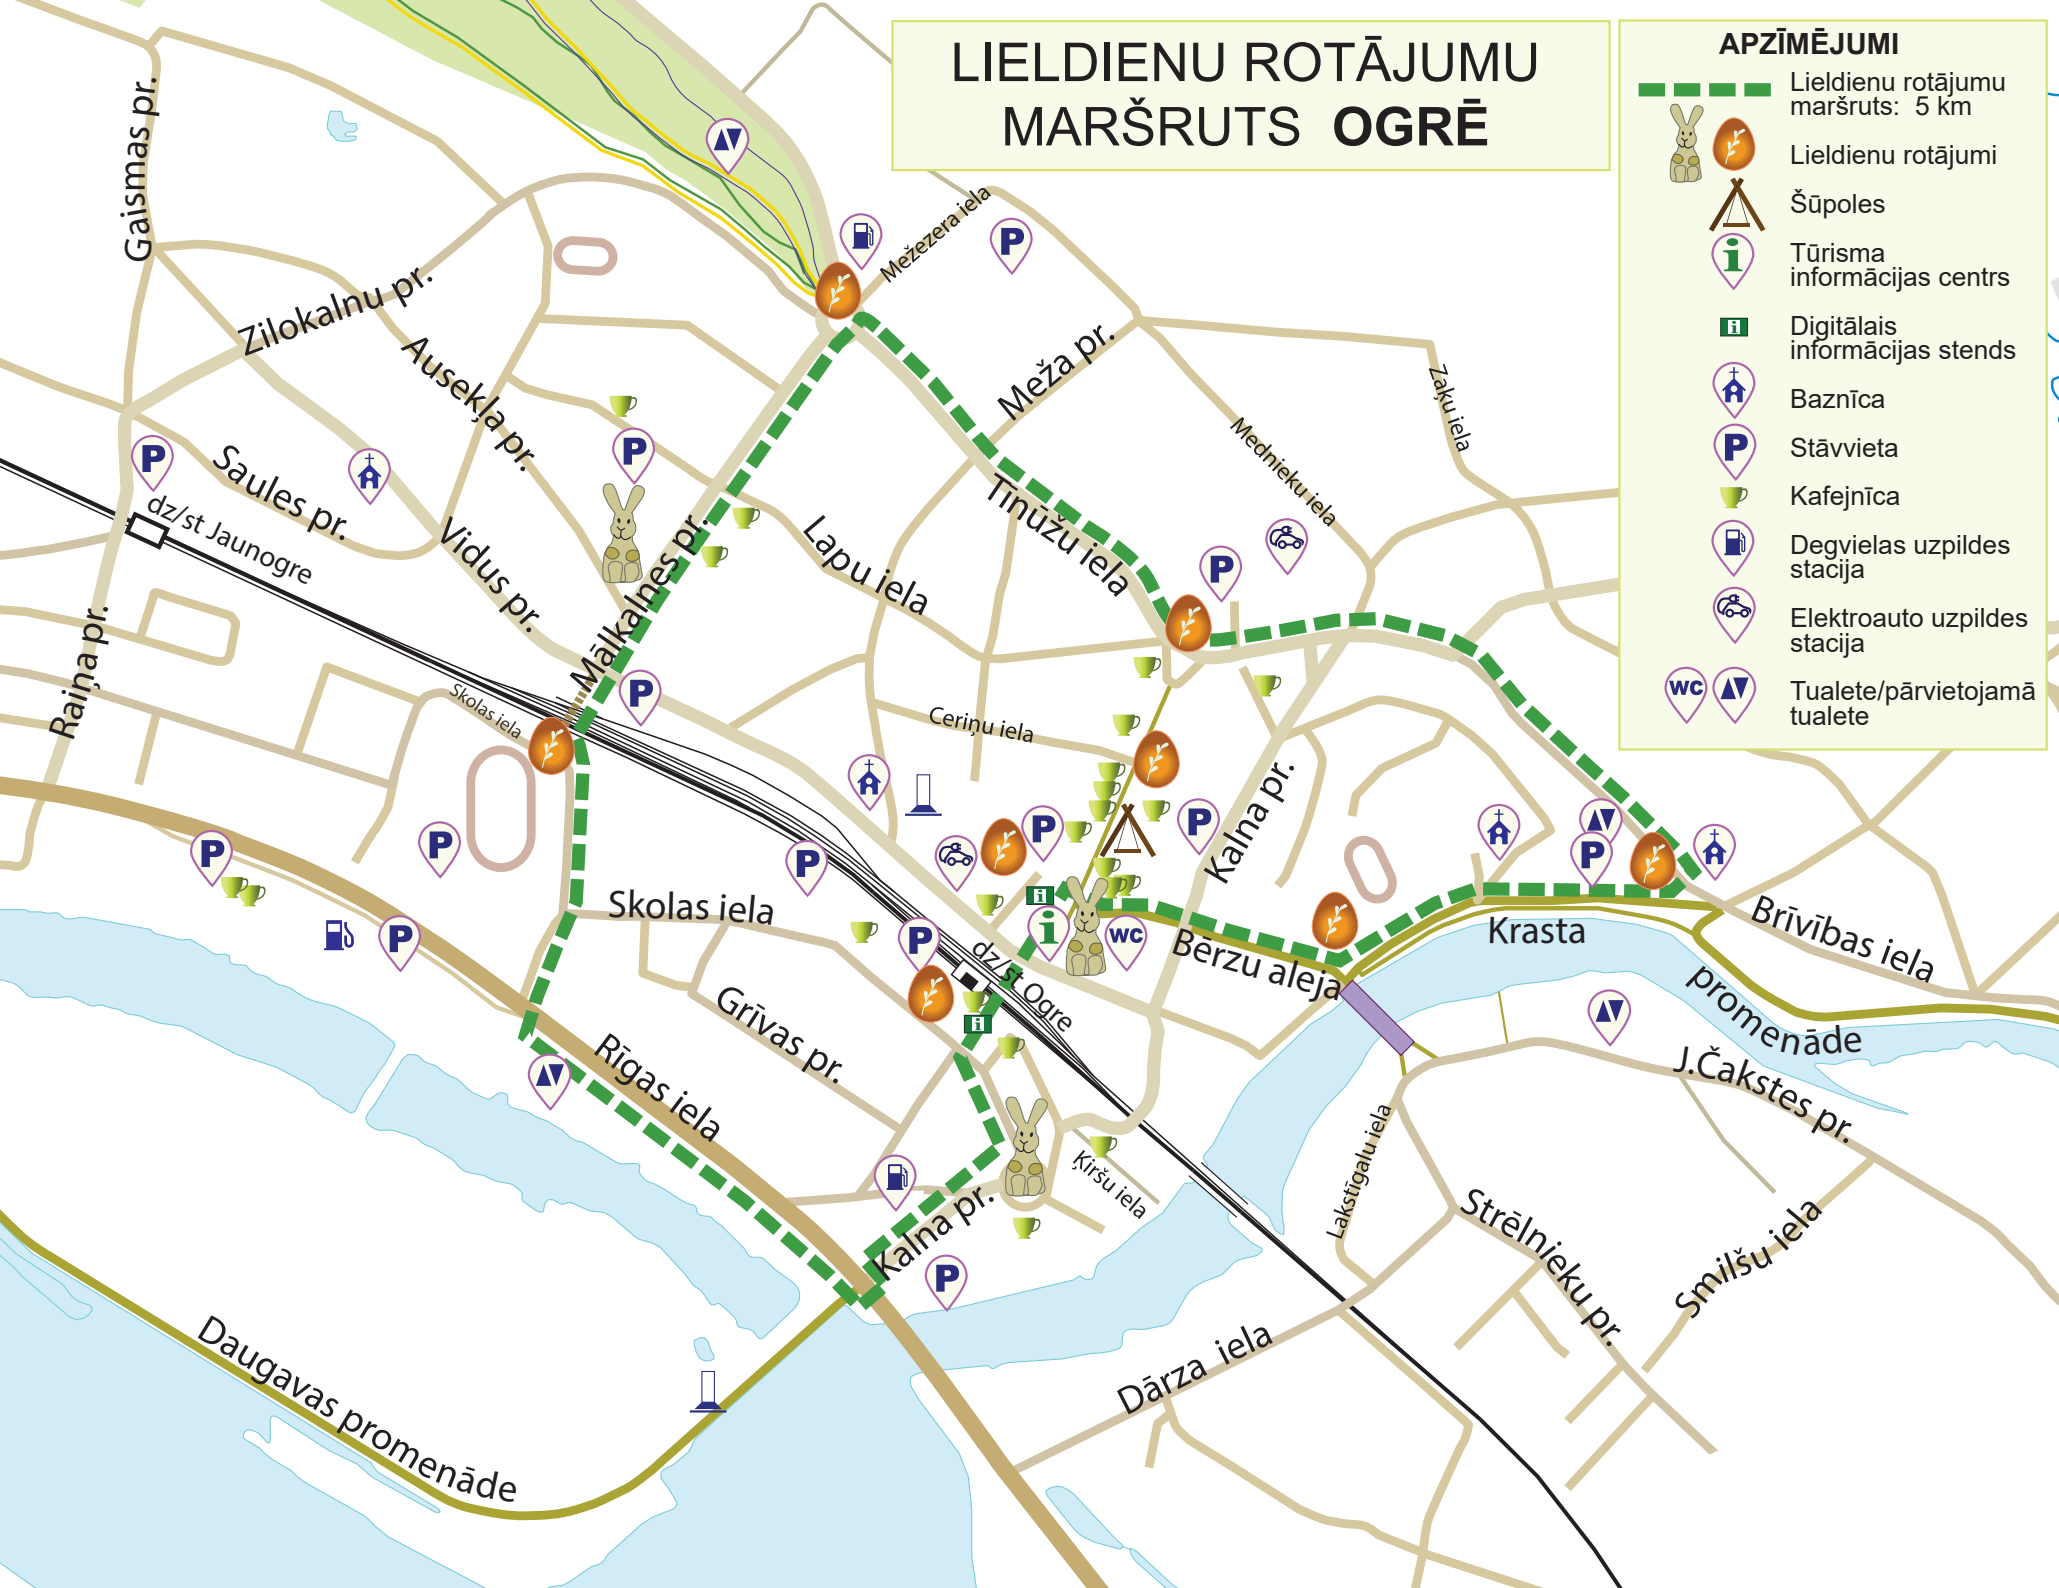 LIELDIENU ROTĀJUMU
MARŠRUTS OGRĒ
APZĪMĒJUMI
Lieldienu rotājumu
maršruts: 5 km
Lieldienu rotājumi
Šūpoles
Tūrisma
informācijas centrs
Digitālais
informācijas stends
Baznīca
Stāvvieta
Kafejnīca
Degvielas uzpildes
stacija
Elektroauto uzpildes
stacija
Tualete/pārvietojamā
tualete
P
i
i
WC
Gaismas pr.
Mežezera iela
P
Zilokalnu pr.
Meža pr.
Ausekļa pr.
Zaķu iela
Mednieku iela
P
P
Saules pr.
dz/st Jaunogre
Tīnūžu iela
Vidus pr.
Lapu iela
P
Mālkalnes pr.
Raiņa pr.
Skolas iela
P
Ceriņu iela
Kalna pr.
P
P
P
P
P
P
Skolas iela
i
i
WC
P
P
dz/st Ogre
Bērzu aleja
Krasta
promenāde
Brīvības iela
i
Grīvas pr.
Rīgas iela
J.Čakstes pr.
Lakstīgalu iela
Ķiršu iela
Kalna pr.
P
Strēlnieku pr.
Smilšu iela
Dārza iela
Daugavas promenāde